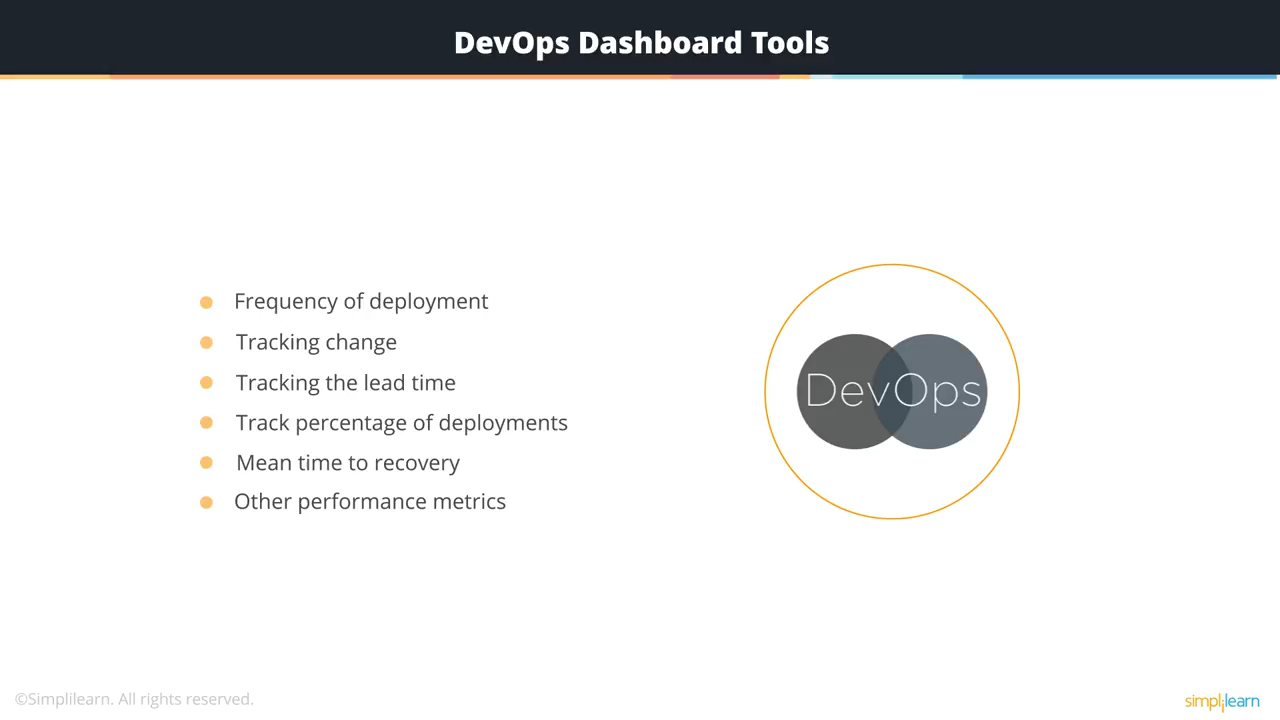 DevOps Dashboard Tools
Frequency of deployment
Tracking change
Tracking the lead time
Track percentage of deployments
Mean time to recovery
Other performance metrics
DevOps
©Simplilearn. All rights reserved.
simplilearn